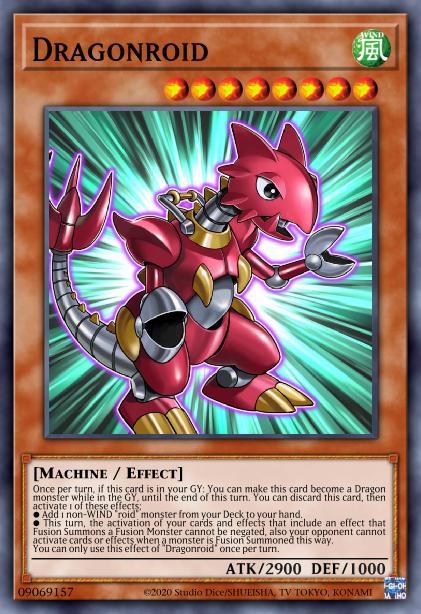 DRAGONROID
WIND
風
[MACHINE / EFFECT]
Once per turn, if this card is in your GY: You can make this card become a Dragon
monster while in the GY, until the end of this turn. You can discard this card, then
activate 1 of these effects;
● Add 1 non-WIND "roid" monster from your Deck to your hand.
● This turn, the activation of your cards and effects that include an effect that
Fusion Summons a Fusion Monster cannot be negated, also your opponent cannot
activate cards or effects when a monster is Fusion Summoned this way.
You can only use this effect of "Dragonroid" once per turn.
ATK/2900 DEF/1000
09069157
©2020 Studio Dice/SHUEISHA, TV TOKYO, KONAMI